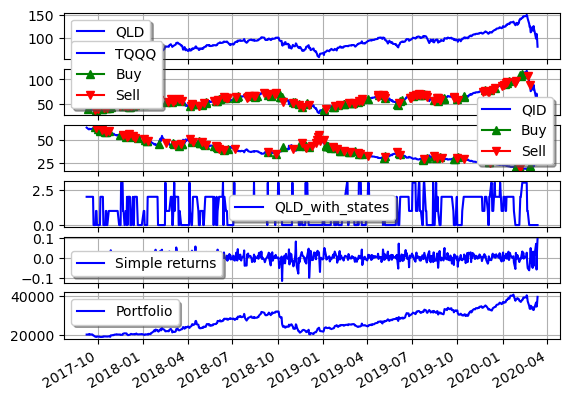 150
100
QLD
TQQQ
Buy
Sell
100
50
QID
Buy
Sell
50
25
2.5
0.0
QLD_with_states
0.1
0.0
−0.1
Simple returns
40000
20000
Portfolio
2017-10
2018-01
2018-04
2018-07
2018-10
2019-01
2019-04
2019-07
2019-10
2020-01
2020-04